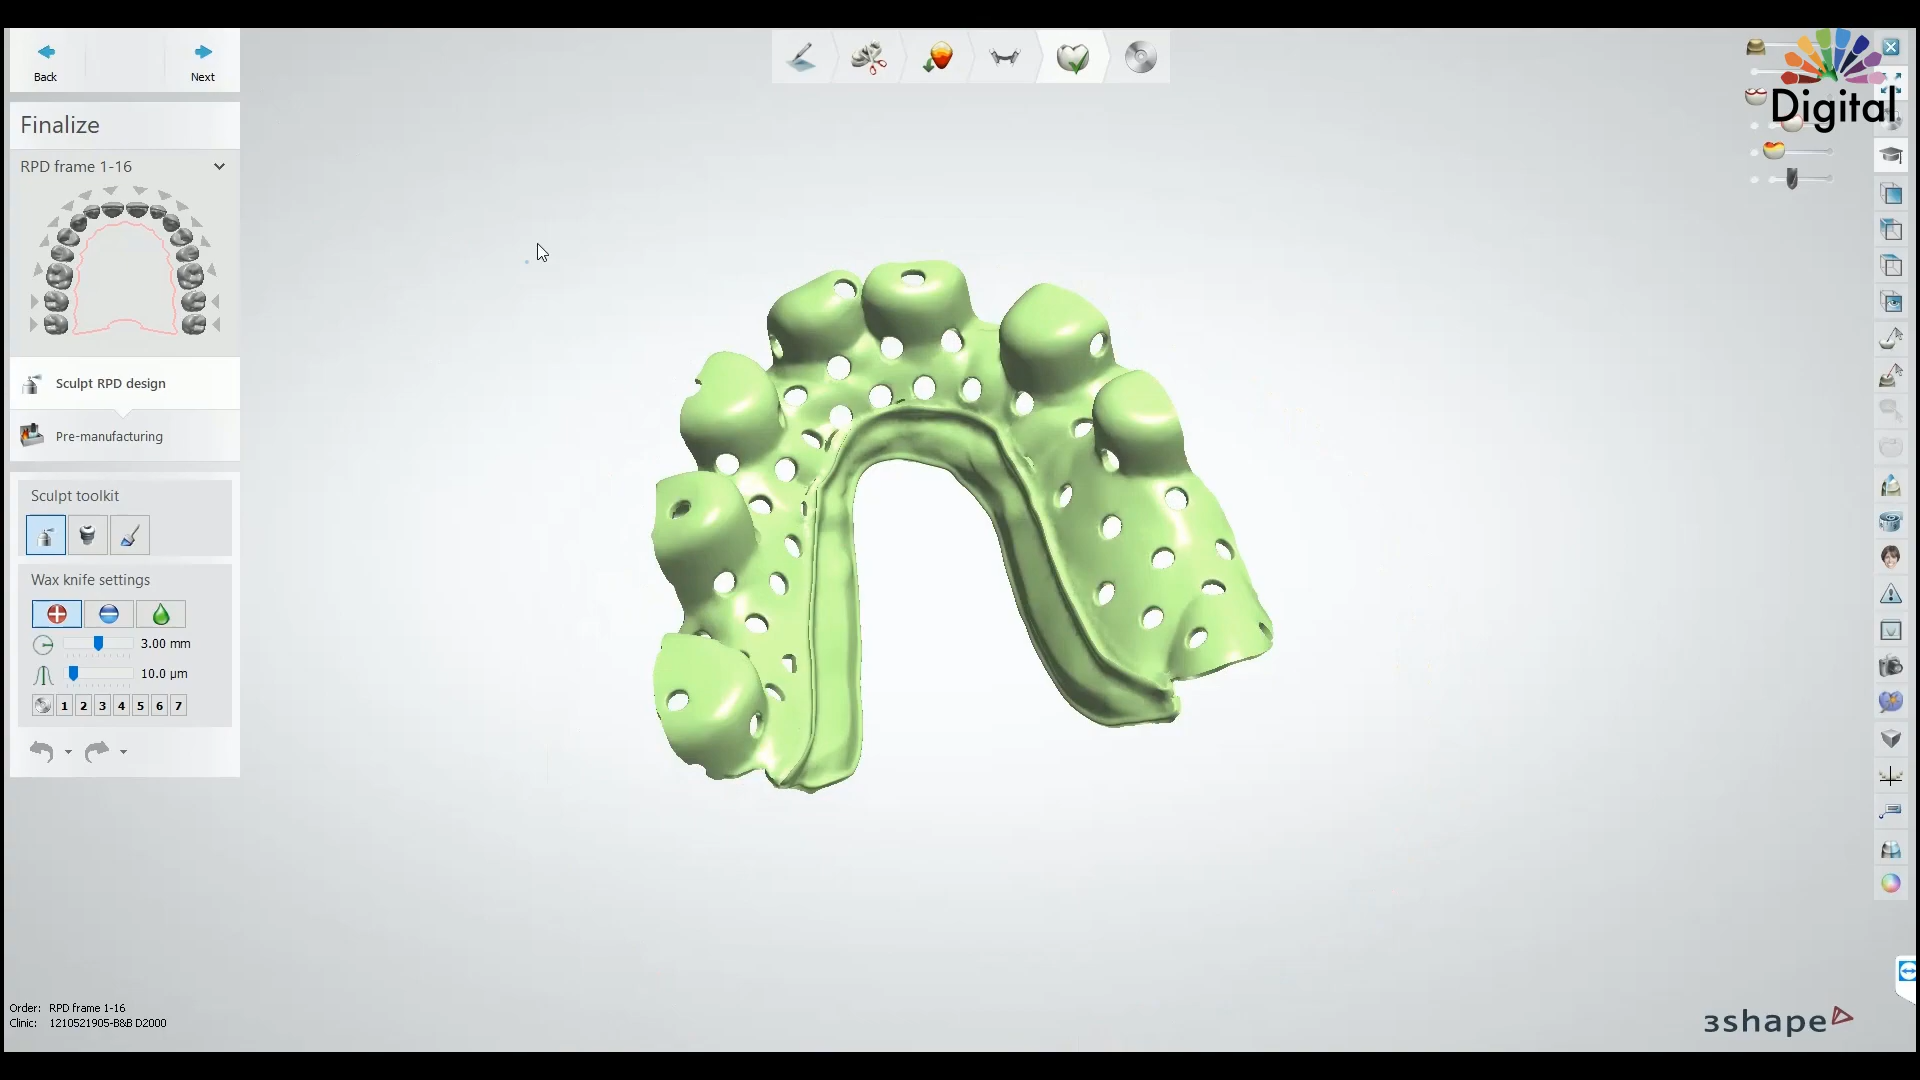 Back
Next
Digital
Finalize
RPD frame 1-16
Sculpt RPD design
Pre-manufacturing
Sculpt toolkit
Wax knife settings
3.00 mm
10.0 µm
1 2 3 4 5 6 7
Order: RPD frame 1-16
Clinic: 1210521905-B&B D2000
3shape